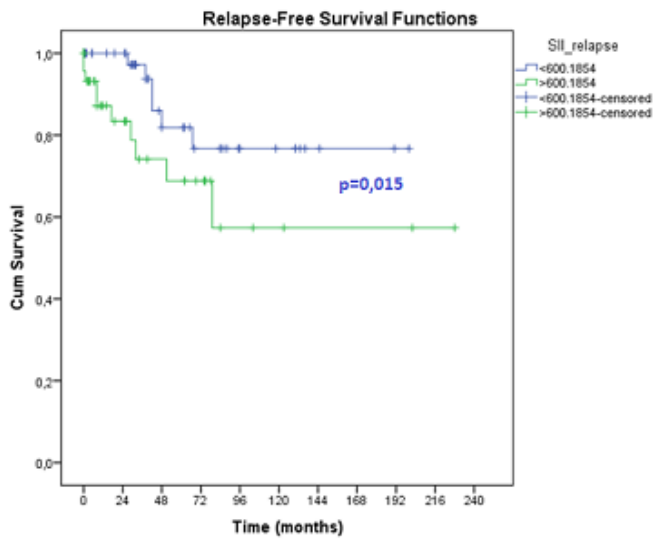 Relapse-Free Survival Functions
SII_relapse
<600.1854
>600.1854
<600.1854-censored
>600.1854-censored
p=0,015
Cum Survival
1,0
0,8
0,6
0,4
0,2
0,0
0 24 48 72 96 120 144 168 192 216 240
Time (months)